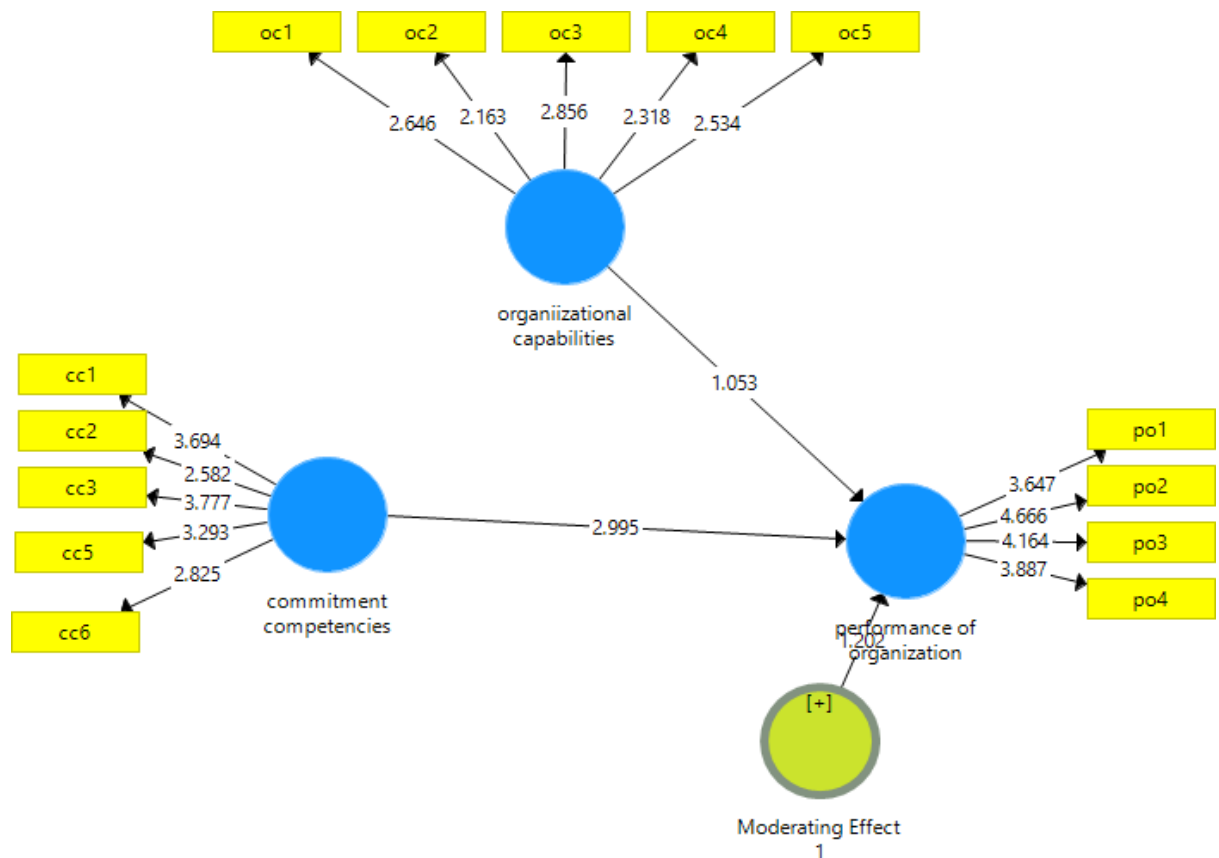 oc1
oc2
oc3
oc4
oc5
2.646
2.163
2.856
2.318
2.534
organiizational
capabilities
1.053
cc1
cc2
cc3
cc5
cc6
3.694
2.582
3.777
3.293
2.825
commitment
competencies
2.995
po1
po2
po3
po4
3.647
4.666
4.164
3.887
performance of
organization
1.202
[+]
Moderating Effect
1